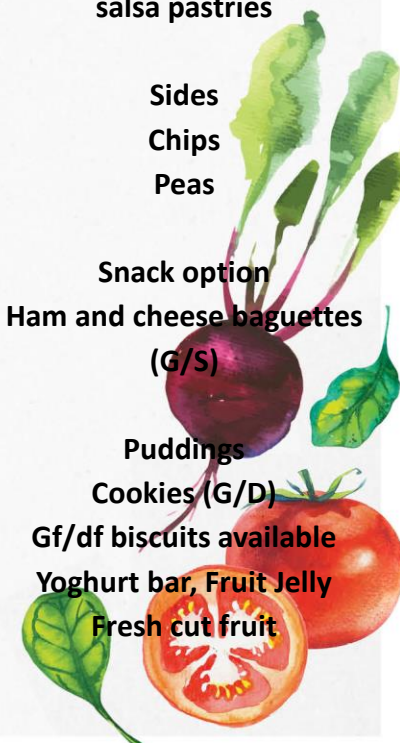 salsa pastries
Sides
Chips
Peas
Snack option
Ham and cheese baguettes
(G/S)
Puddings
Cookies (G/D)
Gf/df biscuits available
Yoghurt bar, Fruit Jelly
Fresh cut fruit